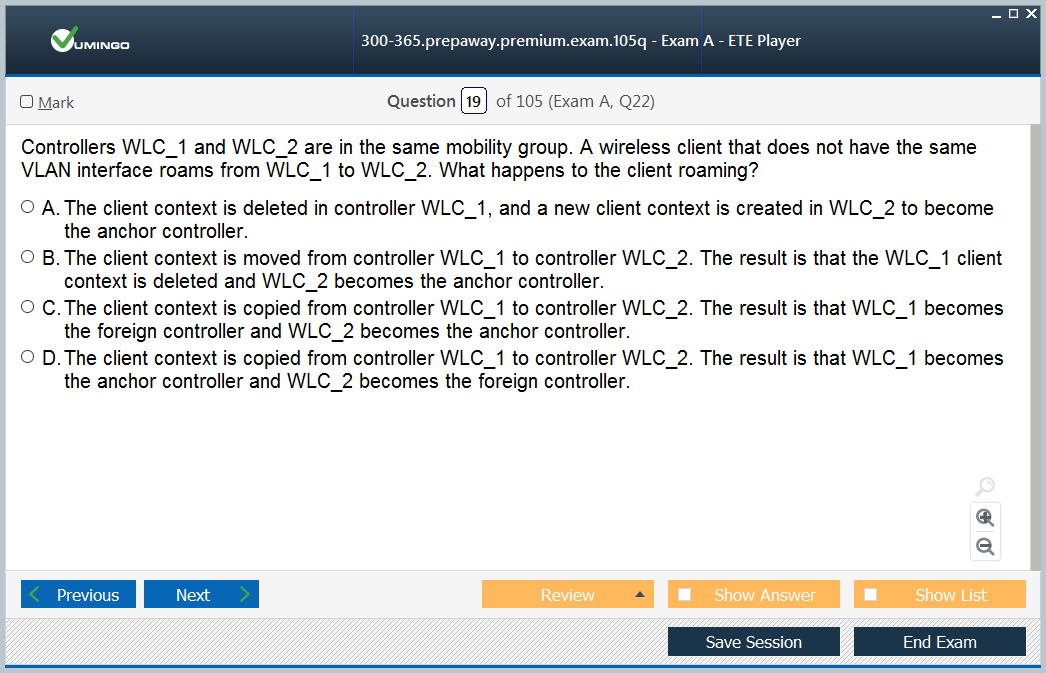 VUMINGO
300-365.prepaway.premium.exam.105q - Exam A - ETE Player
Mark
Question 19 of 105 (Exam A, Q22)
Controllers WLC_1 and WLC_2 are in the same mobility group. A wireless client that does not have the same
VLAN interface roams from WLC_1 to WLC_2. What happens to the client roaming?
A. The client context is deleted in controller WLC_1, and a new client context is created in WLC_2 to become
the anchor controller.
B. The client context is moved from controller WLC_1 to controller WLC_2. The result is that the WLC_1 client
context is deleted and WLC_2 becomes the anchor controller.
C. The client context is copied from controller WLC_1 to controller WLC_2. The result is that WLC_1 becomes
the foreign controller and WLC_2 becomes the anchor controller.
D. The client context is copied from controller WLC_1 to controller WLC_2. The result is that WLC_1 becomes
the anchor controller and WLC_2 becomes the foreign controller.
Previous
Next
Review
Show Answer
Show List
Save Session
End Exam